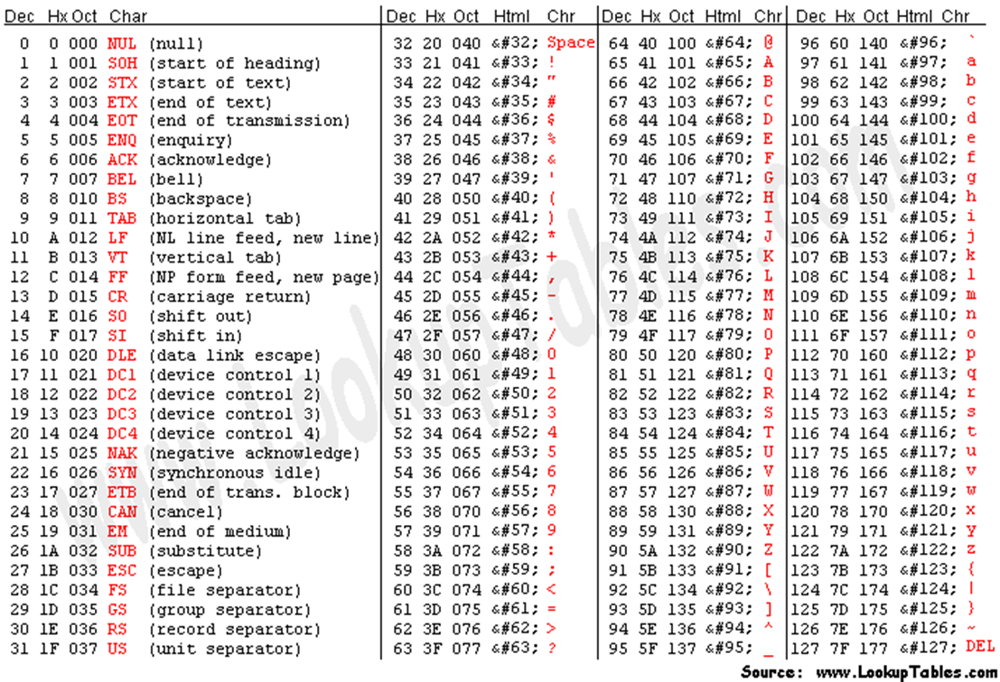 Dec Hx Oct Char Dec Hx Oct Html Chr Dec Hx Oct Html Chr Dec Hx Oct Html Chr
0 0 000 NUL (null) 32 20 040 &#32; Space 64 40 100 &#64; @ 96 60 140 &#96; `
1 1 001 SOH (start of heading) 33 21 041 &#33; ! 65 41 101 &#65; A 97 61 141 &#97; a
2 2 002 STX (start of text) 34 22 042 &#34; " 66 42 102 &#66; B 98 62 142 &#98; b
3 3 003 ETX (end of text) 35 23 043 &#35; # 67 43 103 &#67; C 99 63 143 &#99; c
4 4 004 EOT (end of transmission) 36 24 044 &#36; $ 68 44 104 &#68; D 100 64 144 &#100; d
5 5 005 ENQ (enquiry) 37 25 045 &#37; % 69 45 105 &#69; E 101 65 145 &#101; e
6 6 006 ACK (acknowledge) 38 26 046 &#38; & 70 46 106 &#70; F 102 66 146 &#102; f
7 7 007 BEL (bell) 39 27 047 &#39; ' 71 47 107 &#71; G 103 67 147 &#103; g
8 8 010 BS (backspace) 40 28 050 &#40; ( 72 48 110 &#72; H 104 68 150 &#104; h
9 9 011 TAB (horizontal tab) 41 29 051 &#41; ) 73 49 111 &#73; I 105 69 151 &#105; i
10 A 012 LF (NL line feed, new line) 42 2A 052 &#42; * 74 4A 112 &#74; J 106 6A 152 &#106; j
11 B 013 VT (vertical tab) 43 2B 053 &#43; + 75 4B 113 &#75; K 107 6B 153 &#107; k
12 C 014 FF (NP form feed, new page) 44 2C 054 &#44; , 76 4C 114 &#76; L 108 6C 154 &#108; l
13 D 015 CR (carriage return) 45 2D 055 &#45; - 77 4D 115 &#77; M 109 6D 155 &#109; m
14 E 016 SO (shift out) 46 2E 056 &#46; . 78 4E 116 &#78; N 110 6E 156 &#110; n
15 F 017 SI (shift in) 47 2F 057 &#47; / 79 4F 117 &#79; O 111 6F 157 &#111; o
16 10 020 DLE (data link escape) 48 30 060 &#48; 0 80 50 120 &#80; P 112 70 160 &#112; p
17 11 021 DC1 (device control 1) 49 31 061 &#49; 1 81 51 121 &#81; Q 113 71 161 &#113; q
18 12 022 DC2 (device control 2) 50 32 062 &#50; 2 82 52 122 &#82; R 114 72 162 &#114; r
19 13 023 DC3 (device control 3) 51 33 063 &#51; 3 83 53 123 &#83; S 115 73 163 &#115; s
20 14 024 DC4 (device control 4) 52 34 064 &#52; 4 84 54 124 &#84; T 116 74 164 &#116; t
21 15 025 NAK (negative acknowledge) 53 35 065 &#53; 5 85 55 125 &#85; U 117 75 165 &#117; u
22 16 026 SYN (synchronous idle) 54 36 066 &#54; 6 86 56 126 &#86; V 118 76 166 &#118; v
23 17 027 ETB (end of trans. block) 55 37 067 &#55; 7 87 57 127 &#87; W 119 77 167 &#119; w
24 18 030 CAN (cancel) 56 38 070 &#56; 8 88 58 130 &#88; X 120 78 170 &#120; x
25 19 031 EM (end of medium) 57 39 071 &#57; 9 89 59 131 &#89; Y 121 79 171 &#121; y
26 1A 032 SUB (substitute) 58 3A 072 &#58; : 90 5A 132 &#90; Z 122 7A 172 &#122; z
27 1B 033 ESC (escape) 59 3B 073 &#59; ; 91 5B 133 &#91; [ 123 7B 173 &#123; {
28 1C 034 FS (file separator) 60 3C 074 &#60; < 92 5C 134 &#92; \ 124 7C 174 &#124; |
29 1D 035 GS (group separator) 61 3D 075 &#61; = 93 5D 135 &#93; ] 125 7D 175 &#125; }
30 1E 036 RS (record separator) 62 3E 076 &#62; > 94 5E 136 &#94; ^ 126 7E 176 &#126; ~
31 1F 037 US (unit separator) 63 3F 077 &#63; ? 95 5F 137 &#95; _ 127 7F 177 &#127; DEL
Source: www.LookupTables.com
www.LookupTables.com